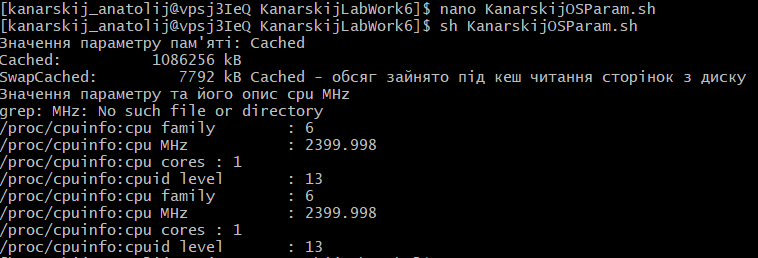 [kanarskij_anatolij@vpsj3IeQ KanarskijLabWork6]$ nano KanarskijOSParam.sh
[kanarskij_anatolij@vpsj3IeQ KanarskijLabWork6]$ sh KanarskijOSParam.sh
Значення параметру пам'яті: Cached
Cached:          1086256 kB
SwapCached:         7792 kB Cached – обсяг зайнято під кеш читання сторінок з диску
Значення параметру та його опис cpu MHz
grep: MHz: No such file or directory
/proc/cpuinfo:cpu family        : 6
/proc/cpuinfo:cpu MHz           : 2399.998
/proc/cpuinfo:cpu cores : 1
/proc/cpuinfo:cpuid level       : 13
/proc/cpuinfo:cpu family        : 6
/proc/cpuinfo:cpu MHz           : 2399.998
/proc/cpuinfo:cpu cores : 1
/proc/cpuinfo:cpuid level       : 13